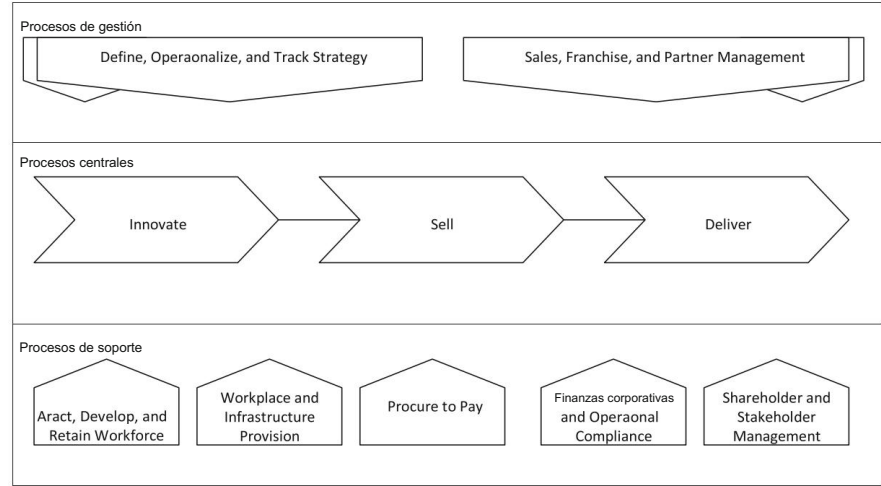 Procesos de gestión
Define, Operaonalize, and Track Strategy
Sales, Franchise, and Partner Management
Procesos centrales
Innovate
Sell
Deliver
Procesos de soporte
Aract, Develop, and
Retain Workforce
Workplace and
Infrastructure
Provision
Procure to Pay
Finanzas corporativas
and Operaonal
Compliance
Shareholder and
Stakeholder
Management